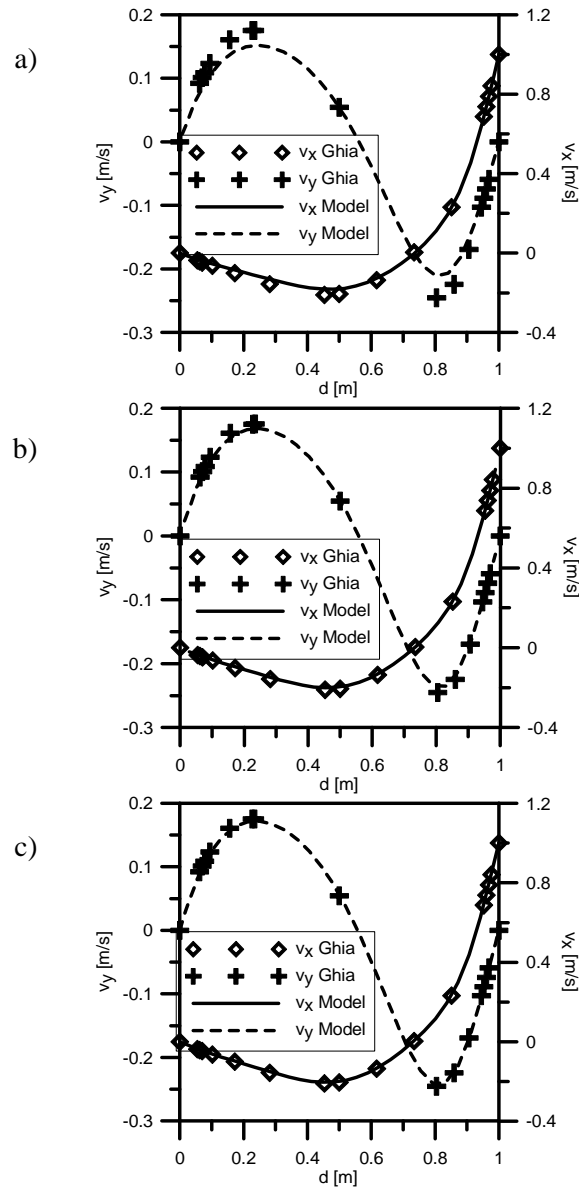 a)
0.2
0.1
0
-0.1
-0.2
-0.3
v_y [m/s]
1.2
0.8
0.4
0
-0.4
v_x [m/s]
v_x Ghia
v_y Ghia
v_x Model
v_y Model
0 0.2 0.4 0.6 0.8 1
d [m]
b)
0.2
0.1
0
-0.1
-0.2
-0.3
v_y [m/s]
1.2
0.8
0.4
0
-0.4
v_x [m/s]
v_x Ghia
v_y Ghia
v_x Model
v_y Model
0 0.2 0.4 0.6 0.8 1
d [m]
c)
0.2
0.1
0
-0.1
-0.2
-0.3
v_y [m/s]
1.2
0.8
0.4
0
-0.4
v_x [m/s]
v_x Ghia
v_y Ghia
v_x Model
v_y Model
0 0.2 0.4 0.6 0.8 1
d [m]